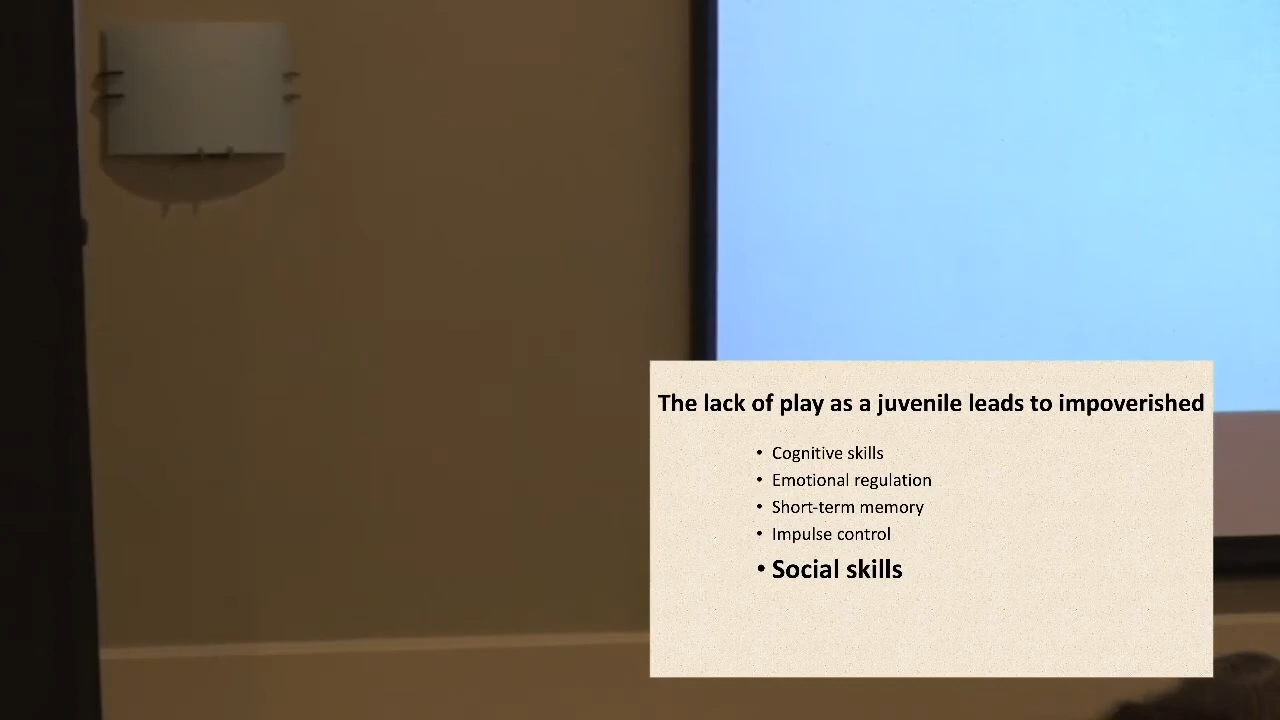 The lack of play as a juvenile leads to impoverished
• Cognitive skills
• Emotional regulation
• Short-term memory
• Impulse control
• Social skills